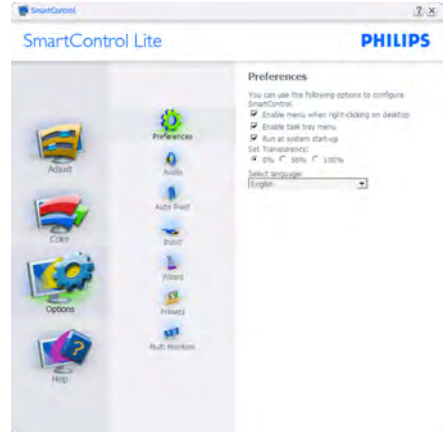 SmartControl
SmartControl Lite
PHILIPS
Adjust
Color
Options
Help
Preferences
Audio
Auto Pivot
Input
Wizard
Presets
Multi Monitors
Preferences
You can use the following options to configure
SmartControl.
Enable menu when right-clicking on desktop
Enable task tray menu
Run at system start-up
Set Transparency:
0% 50% 100%
Select language:
English